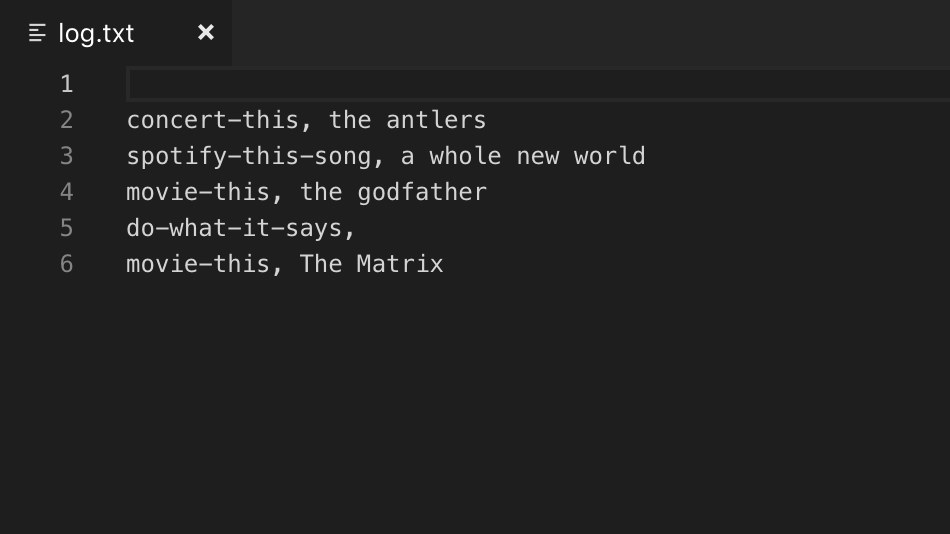 log.txt
1
2 concert-this, the antlers
3 spotify-this-song, a whole new world
4 movie-this, the godfather
5 do-what-it-says,
6 movie-this, The Matrix